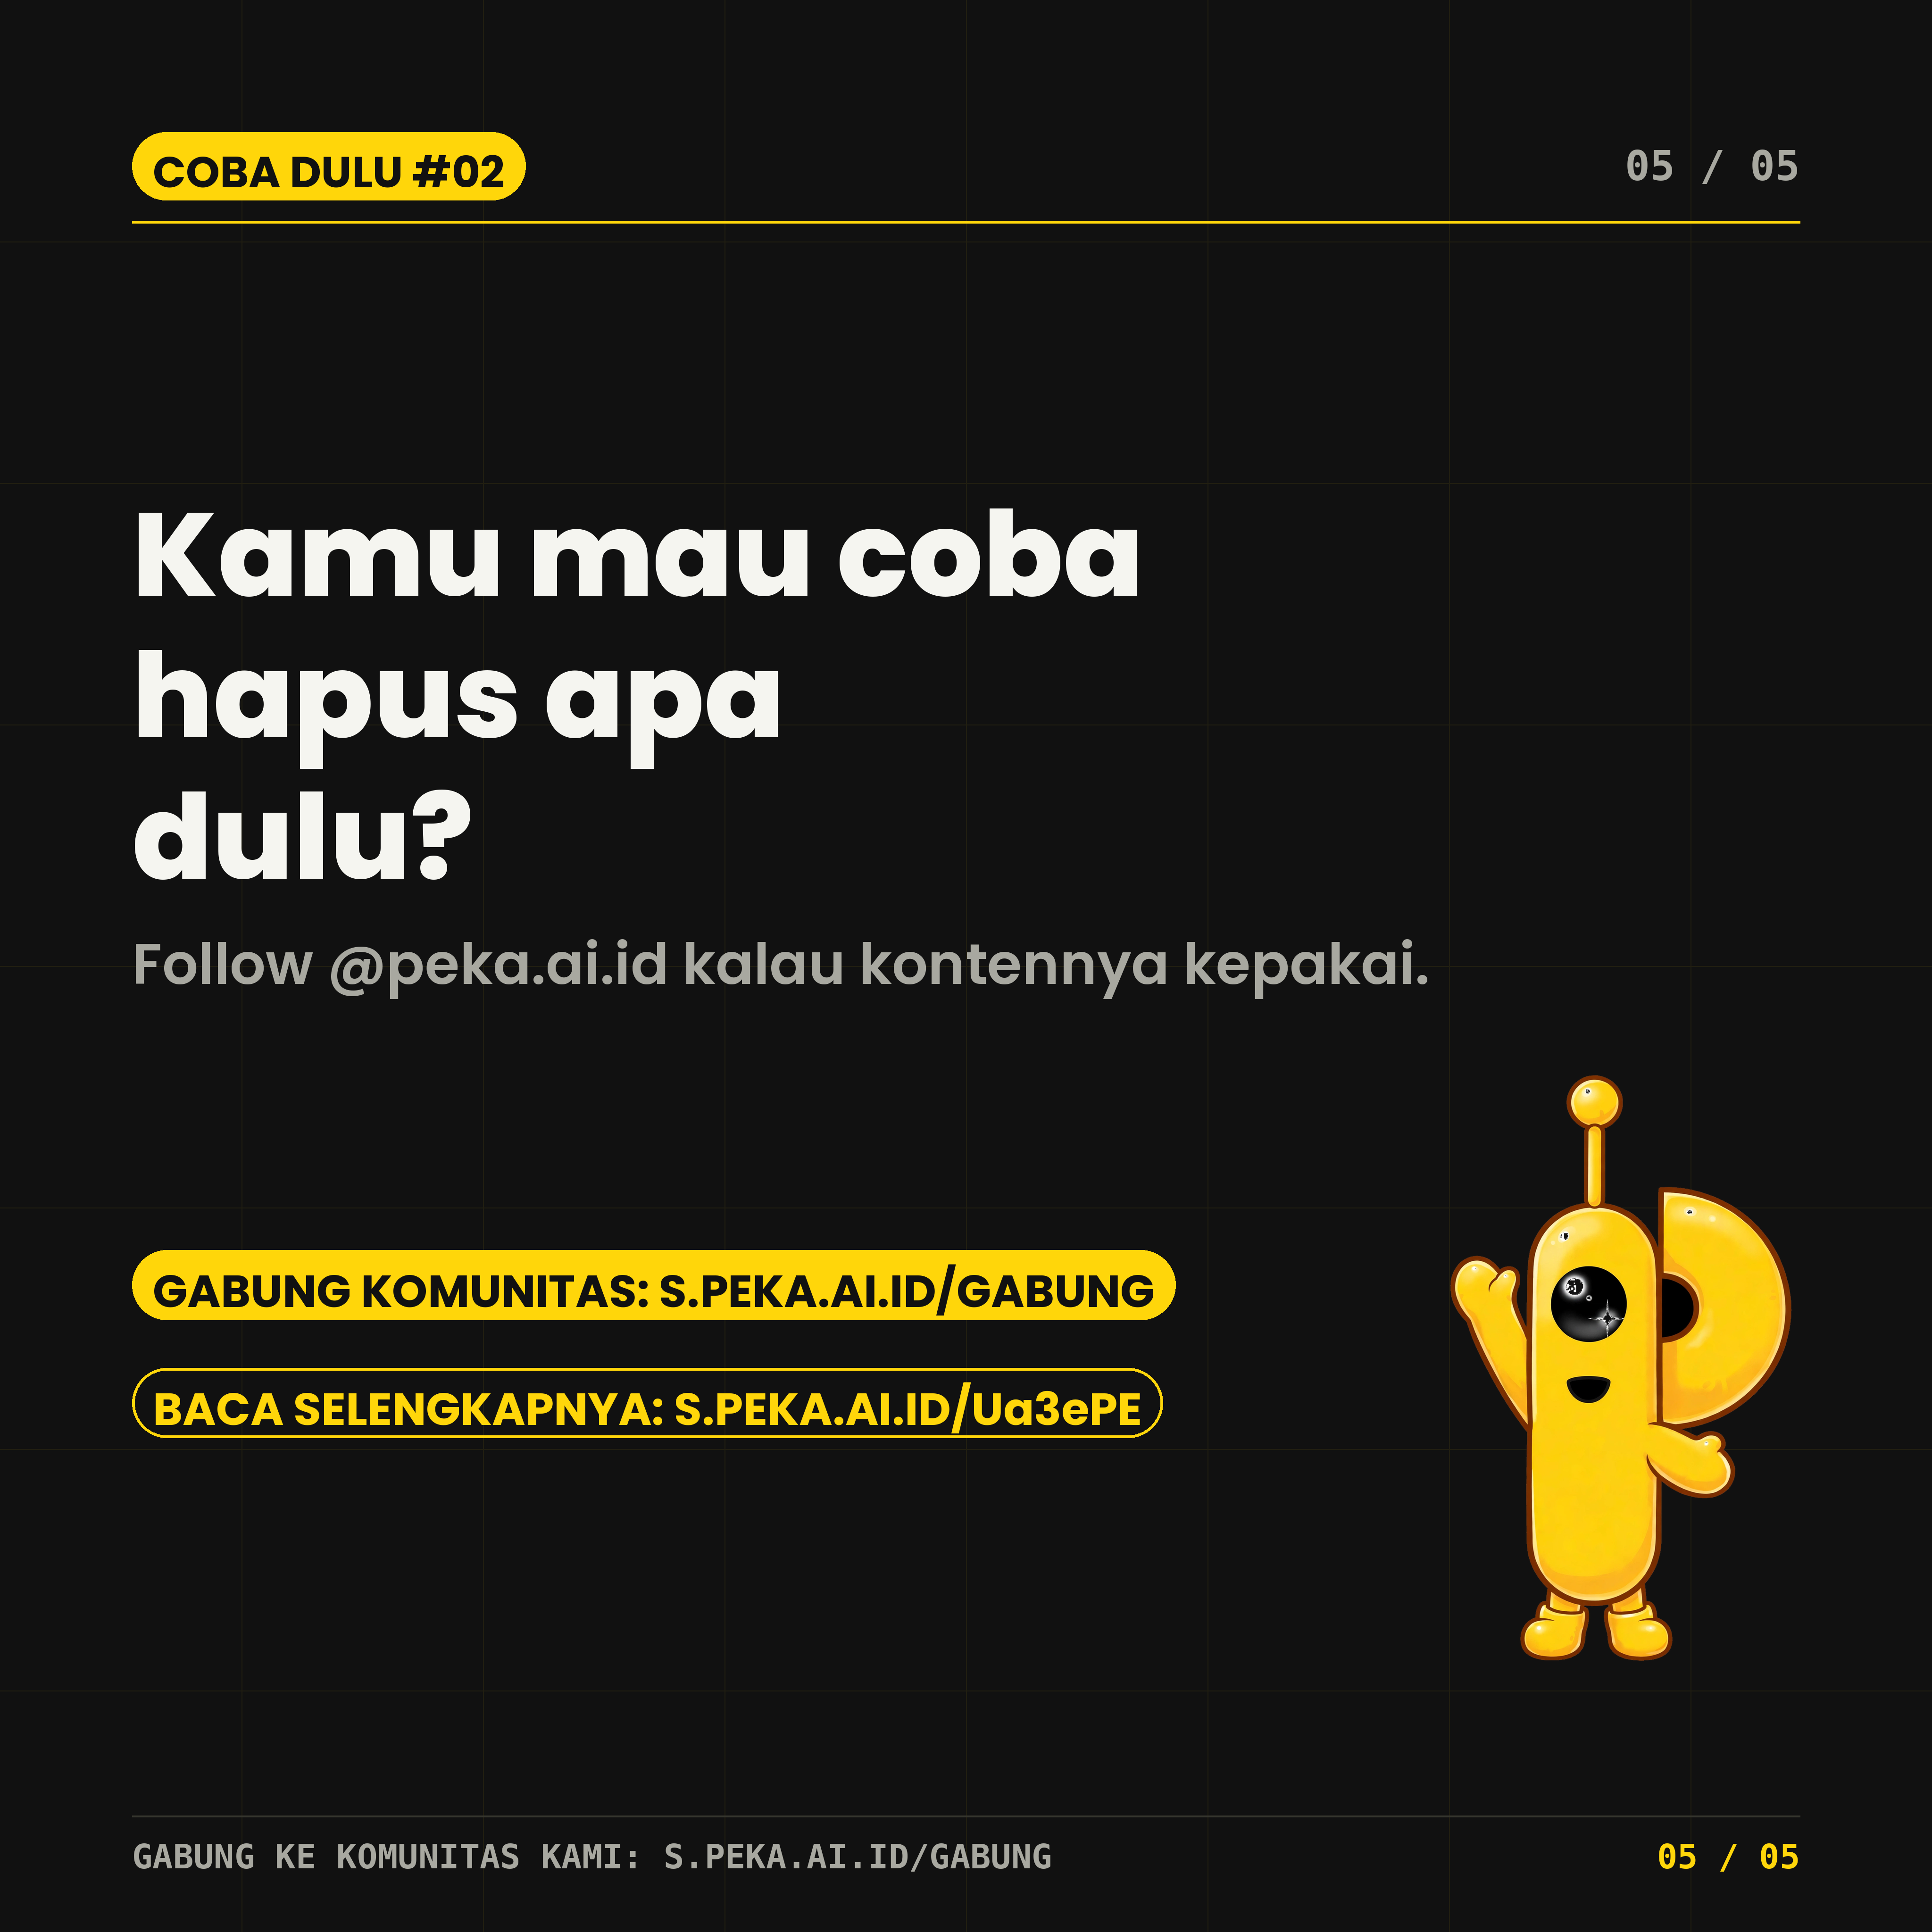 COBA DULU #02
05 / 05
Kamu mau coba
hapus apa
dulu?
Follow @peka.ai.id kalau kontennya kepakai.
GABUNG KOMUNITAS: S.PEKA.AI.ID/GABUNG
BACA SELENGKAPNYA: S.PEKA.AI.ID/Ua3ePE
GABUNG KE KOMUNITAS KAMI: S.PEKA.AI.ID/GABUNG
05 / 05